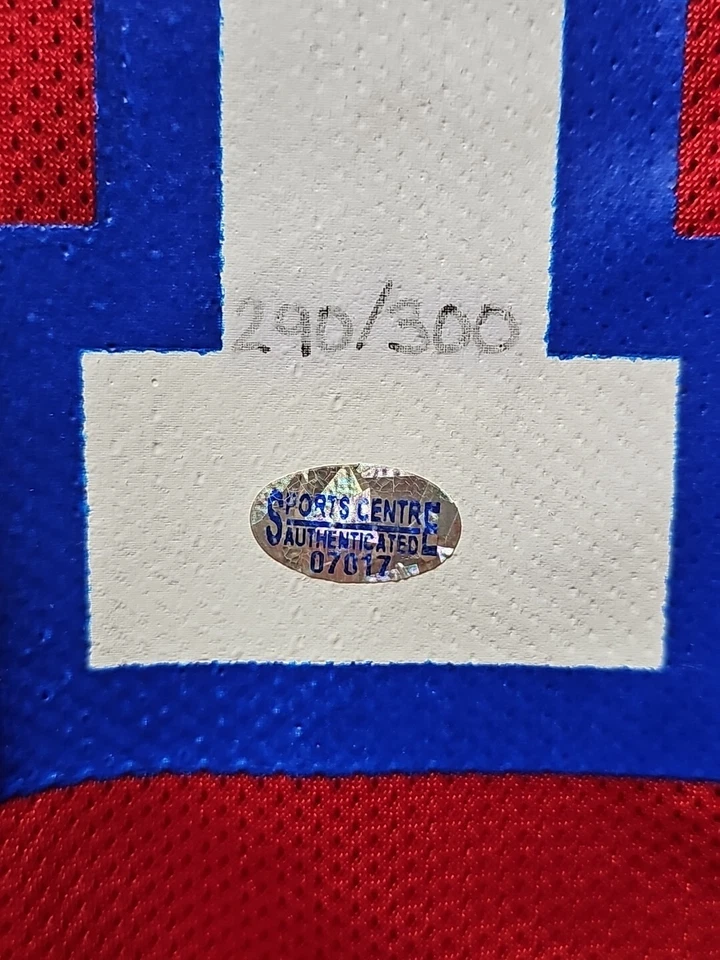 290/300
SPORTS CENTRE
AUTHENTICATED
07017